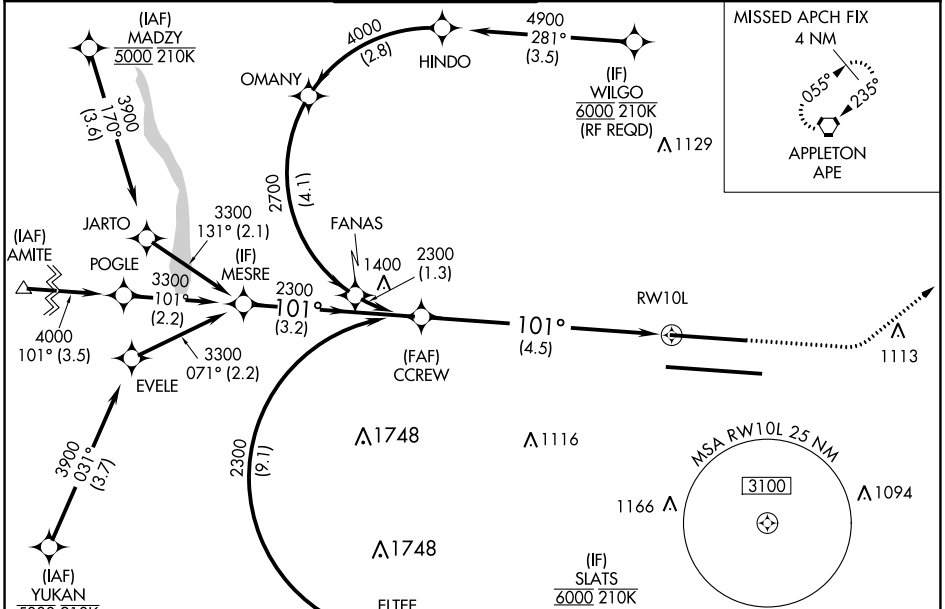 (IAF)
MADZY
5000 210K
3900
170°
(3.6)
4000
(2.8)
OMANY
HINDO
4900
281°
(3.5)
(IF)
WILGO
6000 210K
(RF REQD)
1129
MISSED APCH FIX
4 NM
055°
235°
APPLETON
APE
JARTO
3300
131° (2.1)
2700
(4.1)
FANAS
1400
2300
(1.3)
(IAF)
AMITE
POGLE
(IF)
MESRE
3300
101°
(2.2)
2300
101°
(3.2)
4000
101° (3.5)
3300
071° (2.2)
EVELE
(FAF)
CCREW
101°
(4.5)
RW10L
1113
3900
031°
(3.7)
2300
(9.1)
1748
1116
MSA RW10L 25 NM
3100
1166
1094
1748
(IAF)
YUKAN
(IF)
SLATS
6000 210K